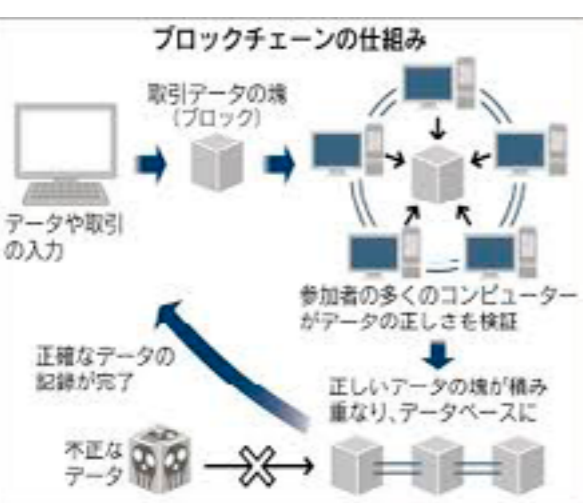 ブロックチェーンの仕組み
取引データの塊
(ブロック)
データや取引
の入力
参加者の多くのコンピューター
がデータの正しさを検証
正確なデータの
記録が完了
正しいデータの塊が積み
重なり、データベースに
不正な
データ